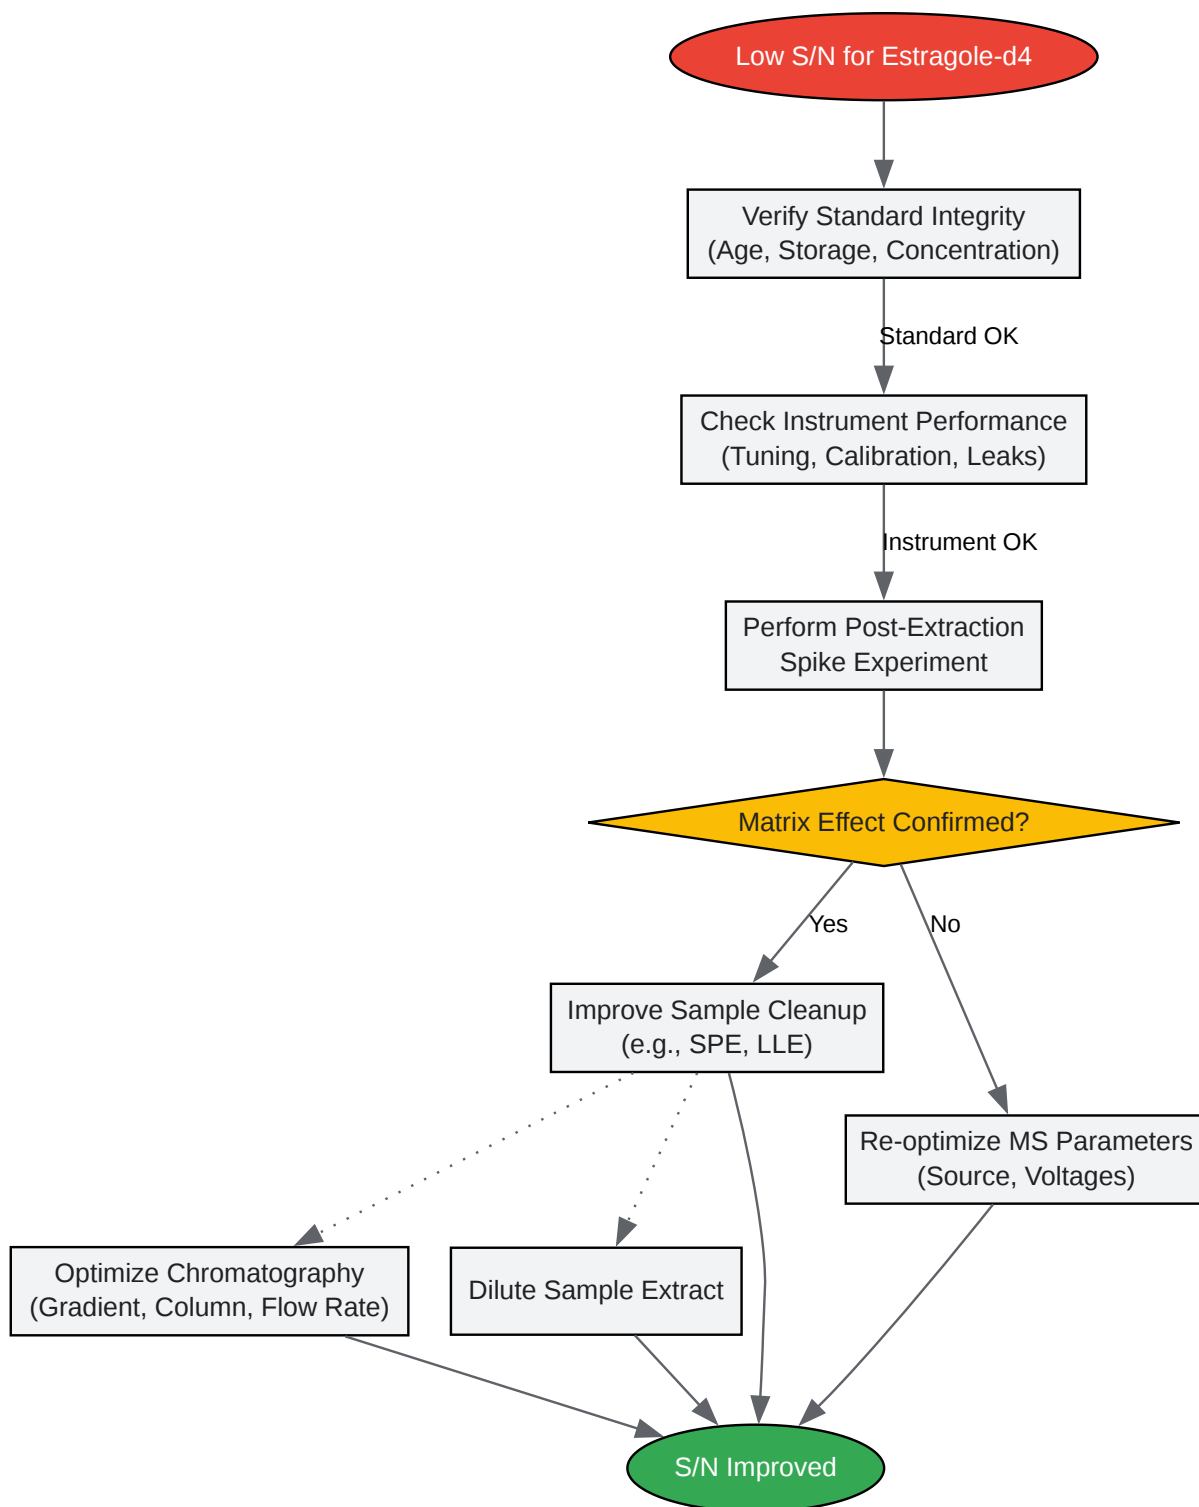 Low S/N for Estragole-d4
Verify Standard Integrity
(Age, Storage, Concentration)
Standard OK
Check Instrument Performance
(Tuning, Calibration, Leaks)
Instrument OK
Perform Post-Extraction
Spike Experiment
Matrix Effect Confirmed?
Yes
No
Improve Sample Cleanup
(e.g., SPE, LLE)
Re-optimize MS Parameters
(Source, Voltages)
Optimize Chromatography
(Gradient, Column, Flow Rate)
Dilute Sample Extract
S/N Improved